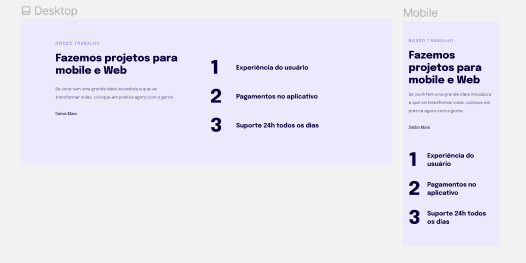 Desktop
NOSSO TRABALHO
Fazemos projetos para
mobile e Web
Se você tem uma grande ideia inovadora e que vai
transformar vidas, coloque em prática agora com a gente.
Saiba Mais
1 Experiência do usuário
2 Pagamentos no aplicativo
3 Suporte 24h todos os dias
Mobile
NOSSO TRABALHO
Fazemos
projetos para
mobile e Web
Se você tem uma grande ideia inovadora
e que vai transformar vidas, coloque em
prática agora com a gente.
Saiba Mais
1 Experiência do
usuário
2 Pagamentos no
aplicativo
3 Suporte 24h todos
os dias